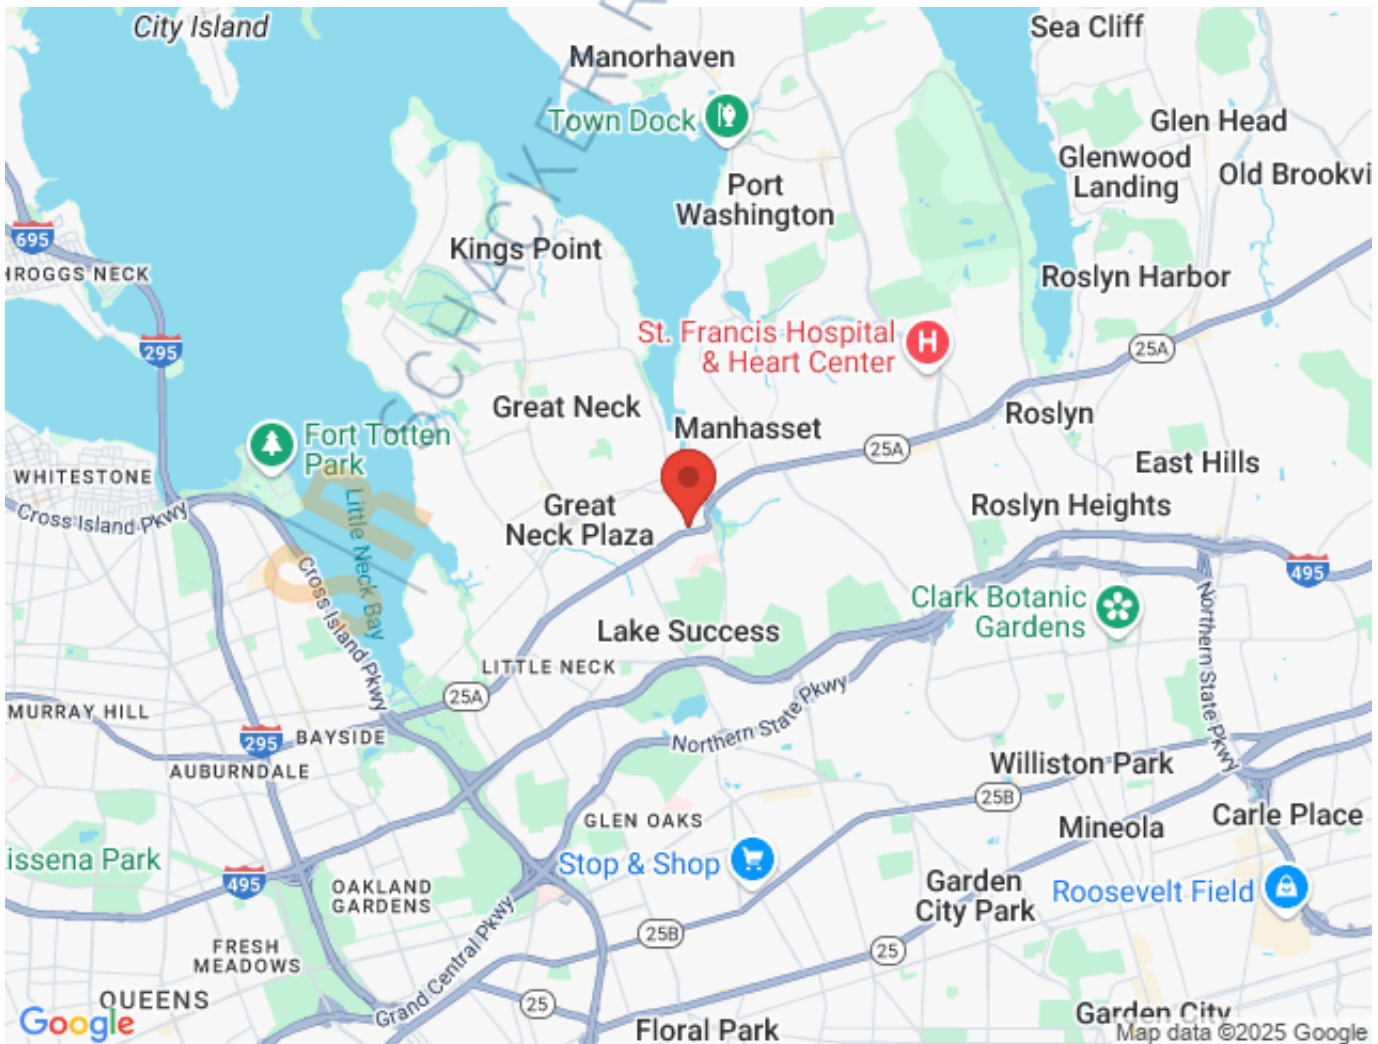 City Island
Sea Cliff
Manorhaven
Town Dock
Glen Head
Glenwood
Landing
Old Brookvi
Port
Washington
695
HROGGS NECK
Kings Point
Roslyn Harbor
295
St. Francis Hospital
& Heart Center
H
25A
Great Neck
Manhasset
25A
Roslyn
Fort Totten
Park
WHITESTONE
East Hills
Cross Island Pkwy
Great
Neck Plaza
Roslyn Heights
Little Neck Bay
Cross Island Pkwy
495
Clark Botanic
Gardens
Northern State Pkwy
Lake Success
LITTLE NECK
25A
MURRAY HILL
295
BAYSIDE
Northern State Pkwy
AUBURNDALE
Williston Park
25B
GLEN OAKS
Mineola
Carle Place
issena Park
Stop & Shop
495
OAKLAND
GARDENS
Garden
City Park
Roosevelt Field
25B
25
FRESH
MEADOWS
Grand Central Pkwy
QUEENS
25
Garden City
Google
Floral Park
Map data ©2025 Google